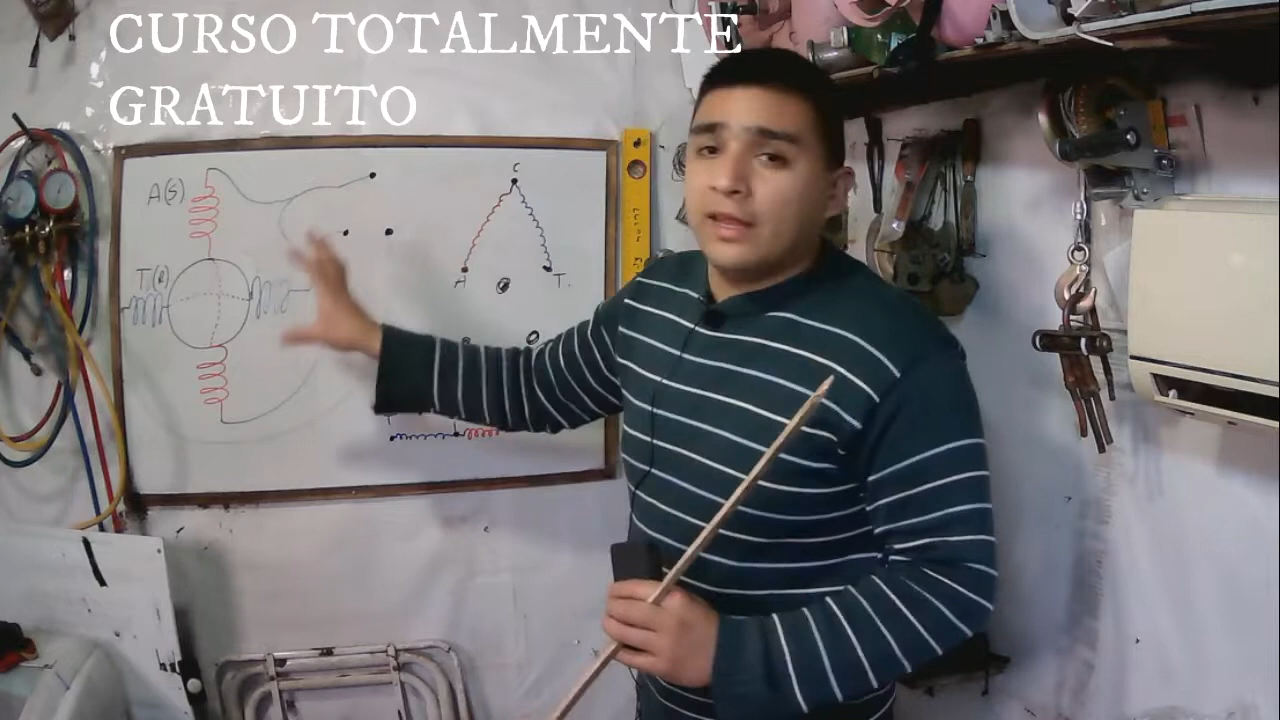 CURSO TOTALMENTE
GRATUITO
A(S)
C
T(R)
A
T.